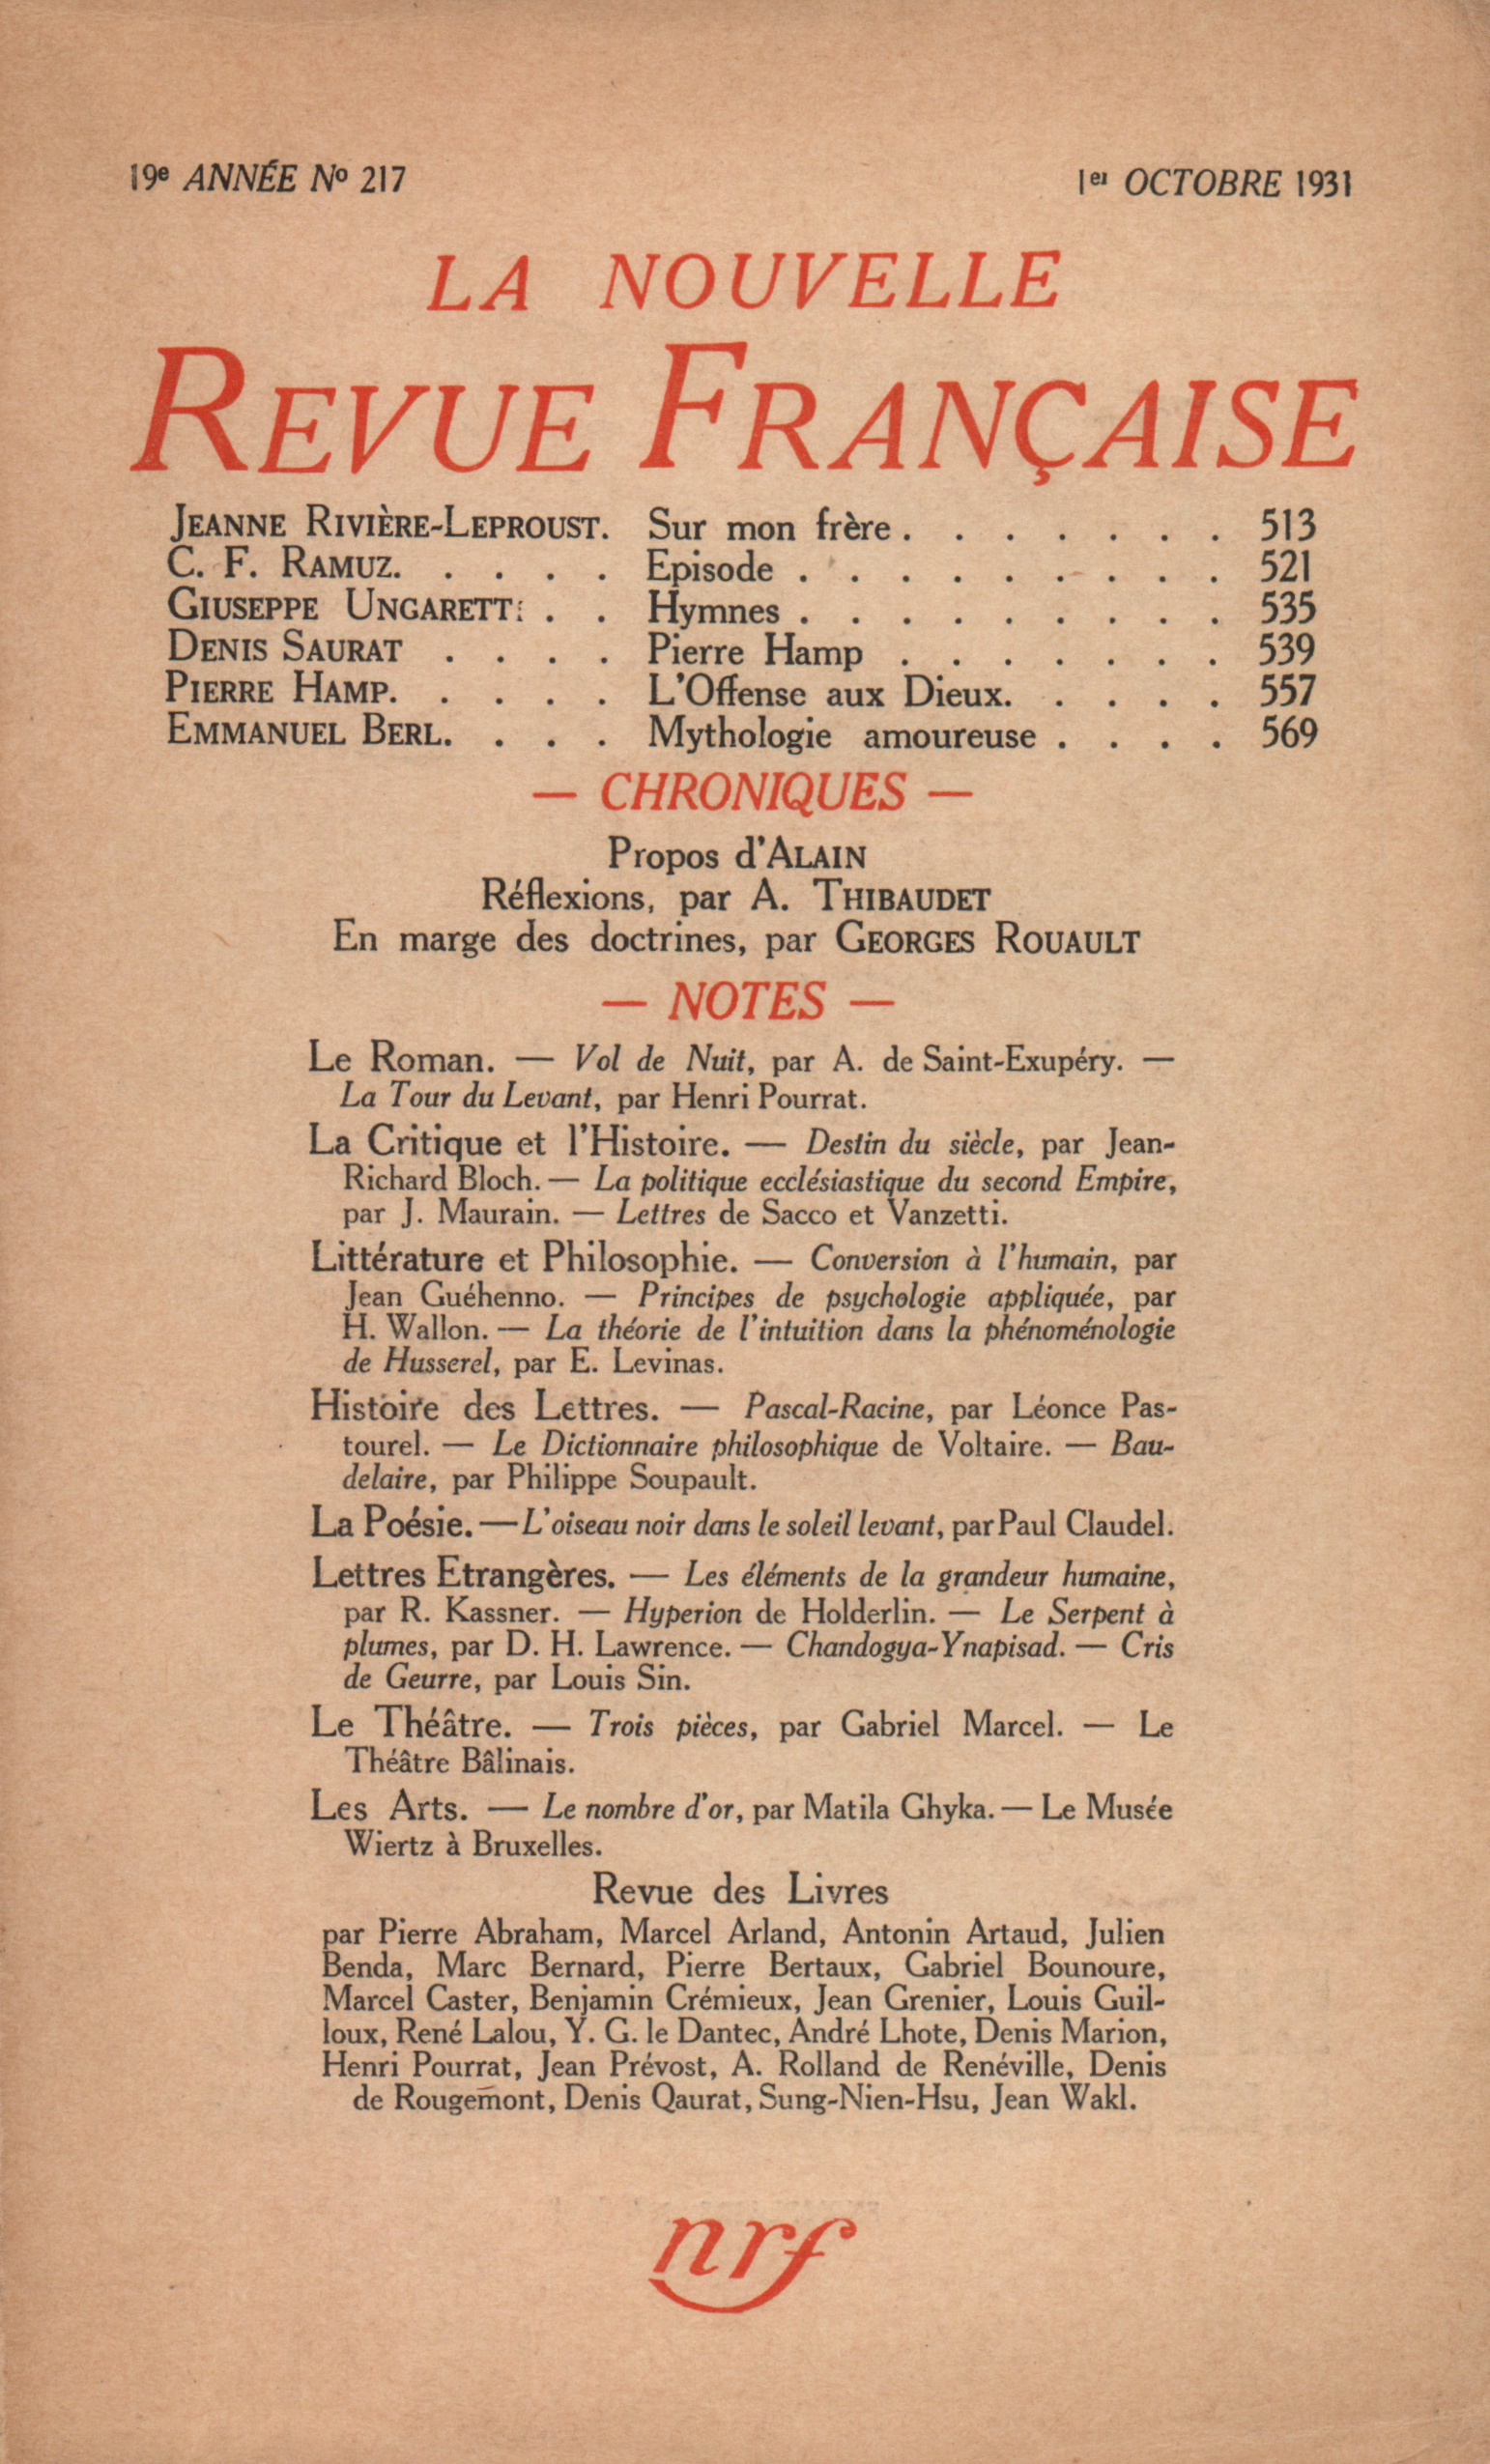 19e ANNÉE No 217
1er OCTOBRE 1931
LA NOUVELLE
REVUE FRANÇAISE
JEANNE RIVIÈRE-LEPROUST. Sur mon frère . . . . . . . 513
C. F. RAMUZ. . . . . Episode . . . . . . . . . 521
GIUSEPPE UNGARETTI . . Hymnes . . . . . . . . . 535
DENIS SAURAT . . . . Pierre Hamp . . . . . . . 539
PIERRE HAMP. . . . . L'Offense aux Dieux. . . . . 557
EMMANUEL BERL. . . . Mythologie amoureuse . . . . 569
— CHRONIQUES —
Propos d'ALAIN
Réflexions, par A. THIBAUDET
En marge des doctrines, par GEORGES ROUAULT
— NOTES —
Le Roman. — Vol de Nuit, par A. de Saint-Exupéry. —
La Tour du Levant, par Henri Pourrat.
La Critique et l'Histoire. — Destin du siècle, par Jean-
Richard Bloch. — La politique ecclésiastique du second Empire,
par J. Maurain. — Lettres de Sacco et Vanzetti.
Littérature et Philosophie. — Conversion à l'humain, par
Jean Guéhenno. — Principes de psychologie appliquée, par
H. Wallon. — La théorie de l'intuition dans la phénoménologie
de Husserel, par E. Levinas.
Histoire des Lettres. — Pascal-Racine, par Léonce Pas-
tourel. — Le Dictionnaire philosophique de Voltaire. — Bau-
delaire, par Philippe Soupault.
La Poésie. — L'oiseau noir dans le soleil levant, par Paul Claudel.
Lettres Etrangères. — Les éléments de la grandeur humaine,
par R. Kassner. — Hyperion de Holderlin. — Le Serpent à
plumes, par D. H. Lawrence. — Chandogya-Ynapisad. — Cris
de Geurre, par Louis Sin.
Le Théâtre. — Trois pièces, par Gabriel Marcel. — Le
Théâtre Bâlinais.
Les Arts. — Le nombre d'or, par Matila Ghyka. — Le Musée
Wiertz à Bruxelles.
Revue des Livres
par Pierre Abraham, Marcel Arland, Antonin Artaud, Julien
Benda, Marc Bernard, Pierre Bertaux, Gabriel Bounoure,
Marcel Caster, Benjamin Crémieux, Jean Grenier, Louis Guil-
loux, René Lalou, Y. G. le Dantec, André Lhote, Denis Marion,
Henri Pourrat, Jean Prévost, A. Rolland de Renéville, Denis
de Rougemont, Denis Qaurat, Sung-Nien-Hsu, Jean Wakl.
nrf